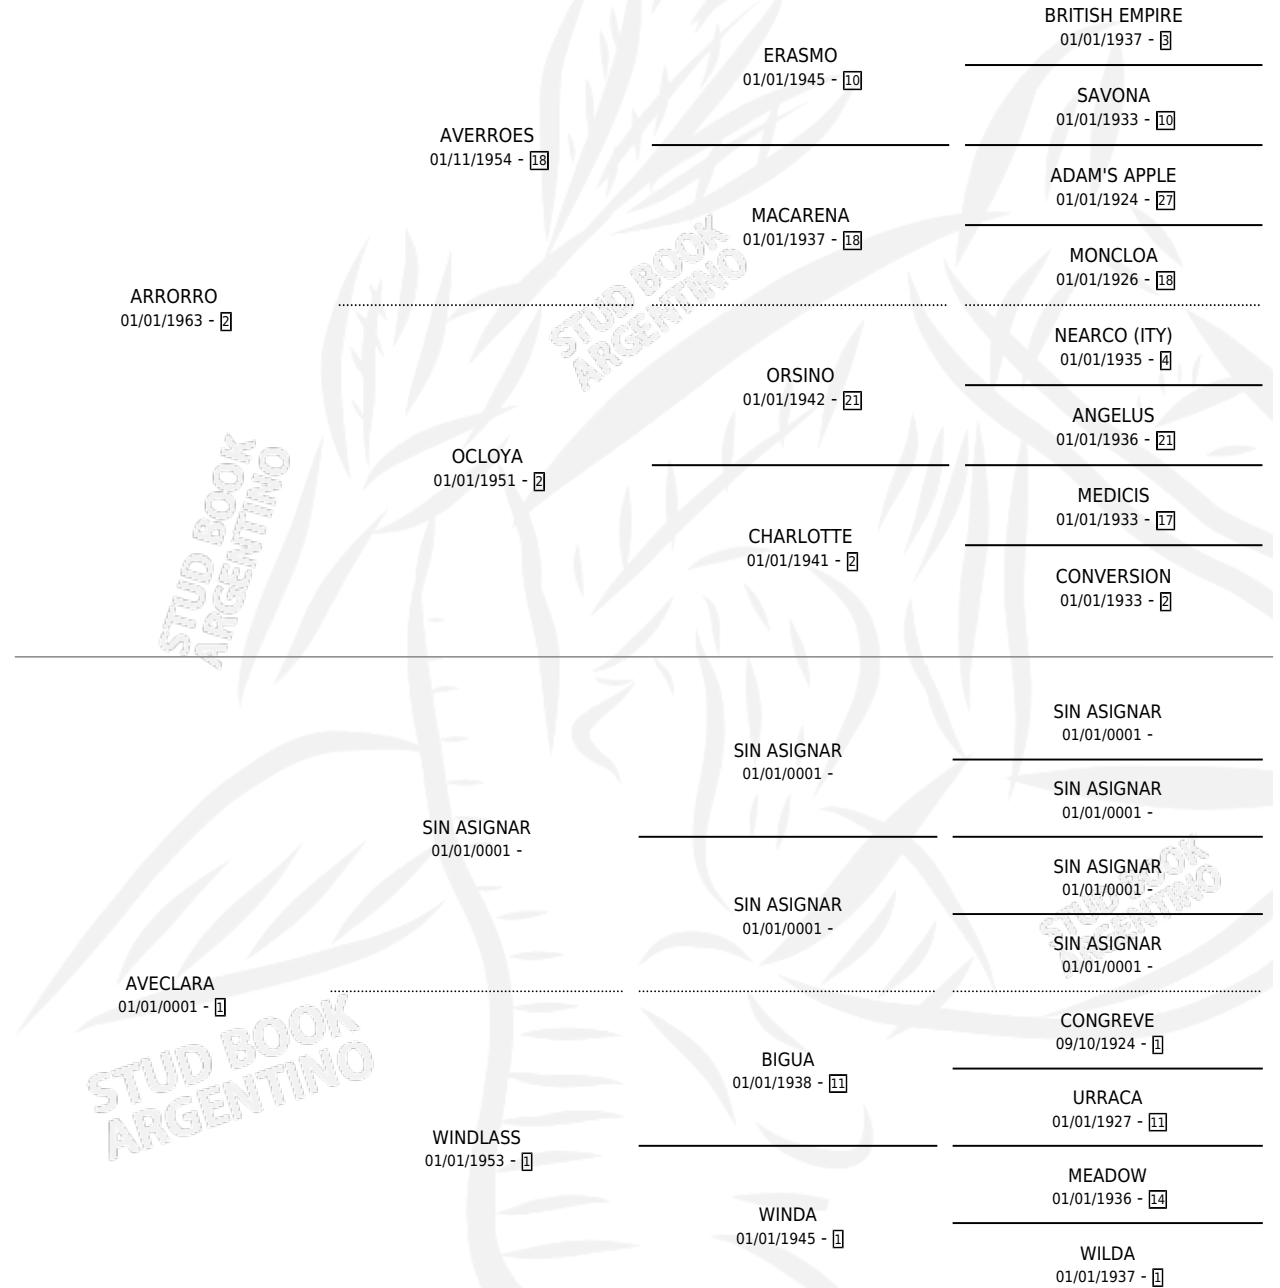 BRITISH EMPIRE
01/01/1937 - 3
ERASMO
01/01/1945 - 10
SAVONA
01/01/1933 - 10
AVERROES
01/11/1954 - 18
ADAM'S APPLE
01/01/1924 - 27
MACARENA
01/01/1937 - 18
MONCLOA
01/01/1926 - 18
ARRORRO
01/01/1963 - 2
STUD BOOK
ARGENTINO
NEARCO (ITY)
01/01/1935 - 4
ORSINO
01/01/1942 - 21
ANGELUS
01/01/1936 - 21
OCLOYA
01/01/1951 - 2
STUD BOOK
ARGENTINO
MEDICIS
01/01/1933 - 17
CHARLOTTE
01/01/1941 - 2
CONVERSION
01/01/1933 - 2
SIN ASIGNAR
01/01/0001 -
SIN ASIGNAR
01/01/0001 -
SIN ASIGNAR
01/01/0001 -
SIN ASIGNAR
01/01/0001 -
SIN ASIGNAR
01/01/0001 -
SIN ASIGNAR
01/01/0001 -
SIN ASIGNAR
01/01/0001 -
STUD BOOK
ARGENTINO
AVECLARA
01/01/0001 - 1
STUD BOOK
ARGENTINO
CONGREVE
09/10/1924 - 1
BIGUA
01/01/1938 - 11
URRACA
01/01/1927 - 11
WINDLASS
01/01/1953 - 1
MEADOW
01/01/1936 - 14
WINDA
01/01/1945 - 1
WILDA
01/01/1937 - 1